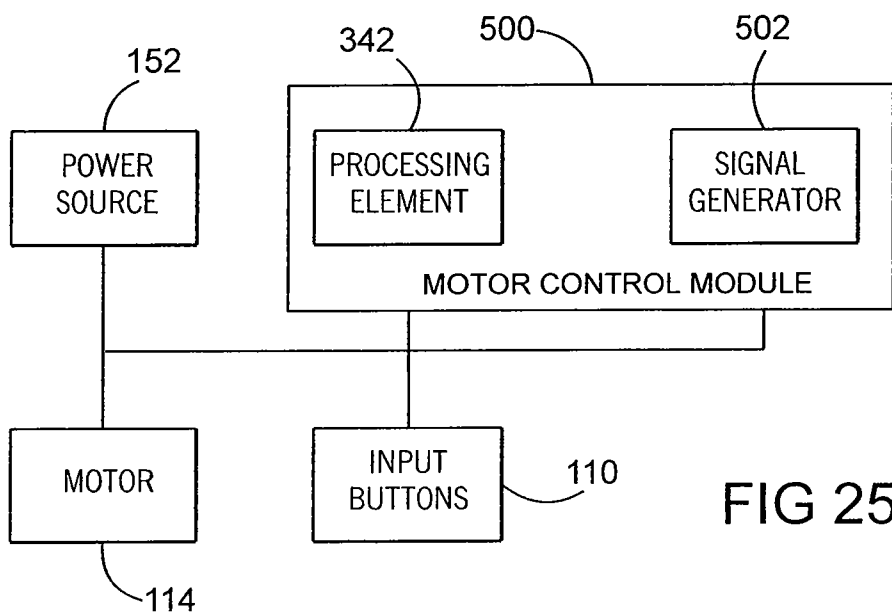 500
502
342
152
POWER
SOURCE
PROCESSING
ELEMENT
SIGNAL
GENERATOR
MOTOR CONTROL MODULE
MOTOR
INPUT
BUTTONS
110
FIG 25
114